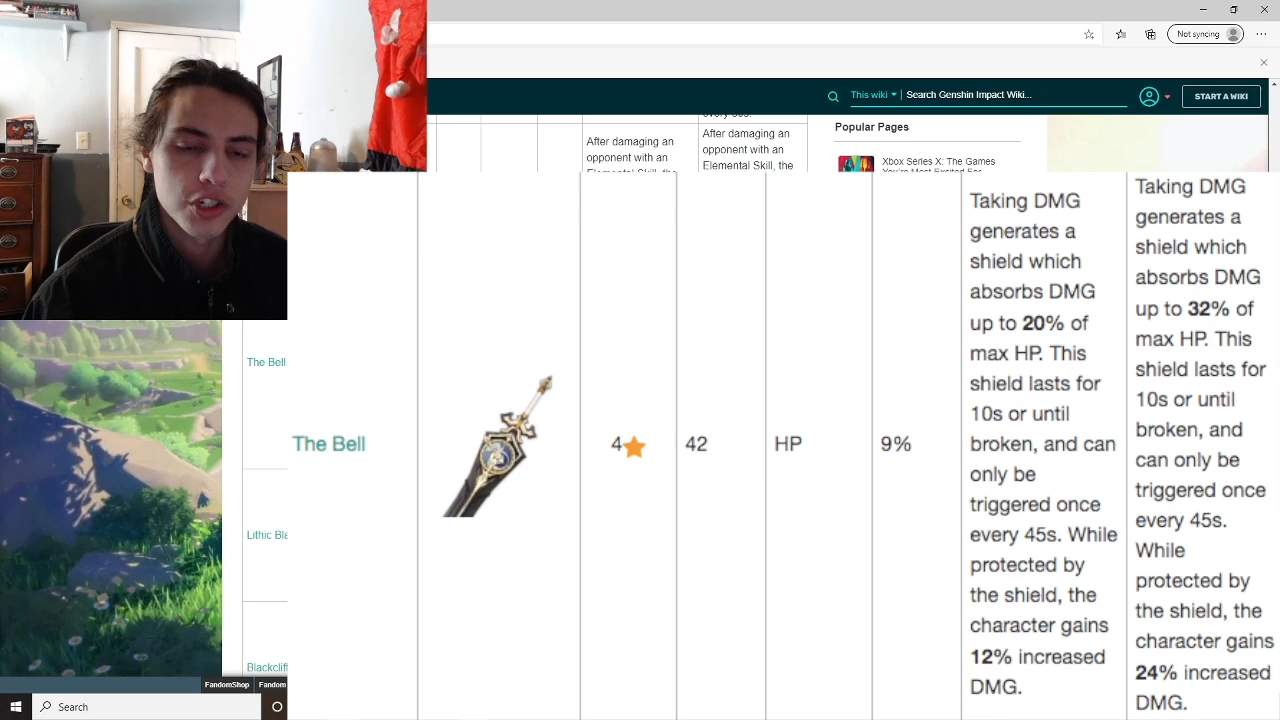 Not syncing
This wiki
Search Genshin Impact Wiki...
START A WIKI
After damaging an
opponent with an
After damaging an
opponent with an
Elemental Skill, the
Popular Pages
Xbox Series X: The Games
The Bell
Lithic
Blackcliff
The Bell
4
42
HP
9%
Taking DMG
generates a
shield which
absorbs DMG
up to 20% of
max HP. This
shield lasts for
10s or until
broken, and can
only be
triggered once
every 45s. While
protected by
the shield, the
character gains
12% increased
DMG.
Taking DMG
generates a
shield which
absorbs DMG
up to 32% of
max HP. This
shield lasts for
10s or until
broken, and
can only be
triggered once
every 45s.
While
protected by
the shield, the
character gains
24% increased
DMG.
FandomShop
Fandom
Search